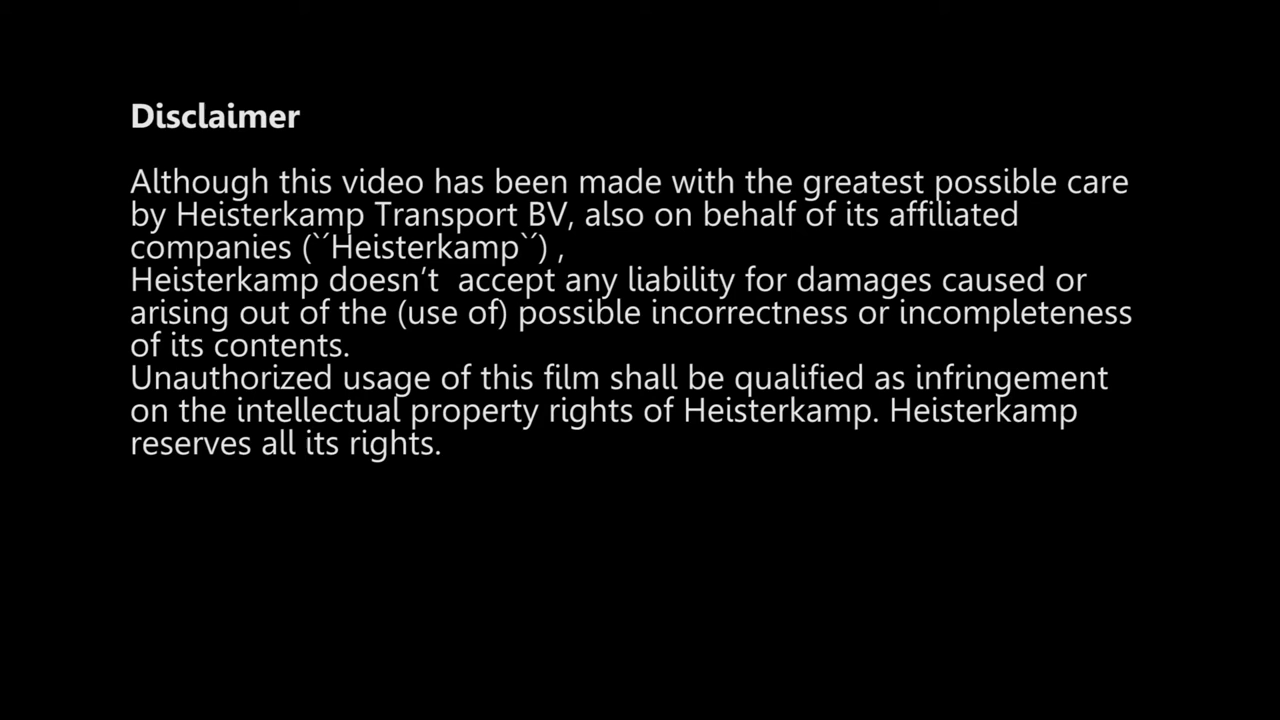 Disclaimer
Although this video has been made with the greatest possible care
by Heisterkamp Transport BV, also on behalf of its affiliated
companies (``Heisterkamp``) ,
Heisterkamp doesn’t  accept any liability for damages caused or
arising out of the (use of) possible incorrectness or incompleteness
of its contents.
Unauthorized usage of this film shall be qualified as infringement
on the intellectual property rights of Heisterkamp. Heisterkamp
reserves all its rights.